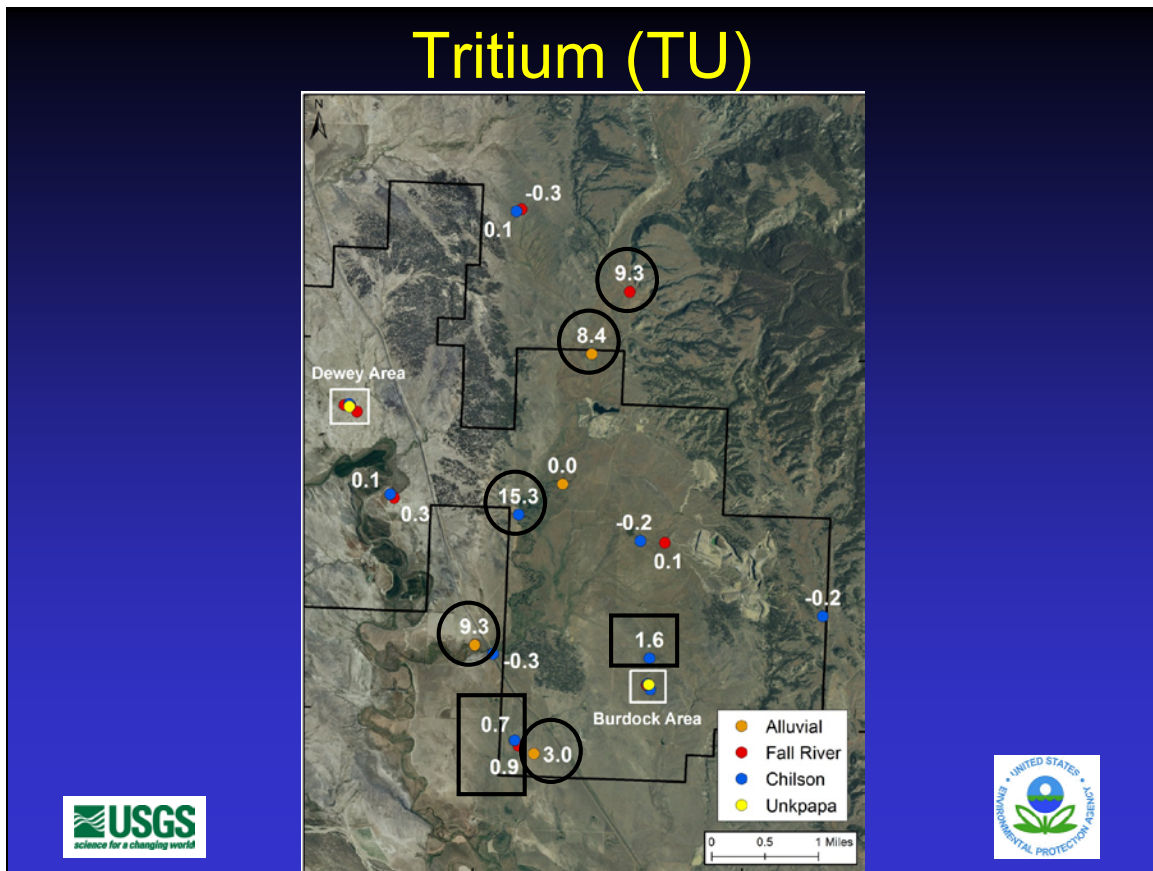 Tritium (TU)
N
-0.3
0.1
9.3
8.4
Dewey Area
0.1
0.3
0.0
15.3
-0.2
0.1
-0.2
9.3
-0.3
1.6
Burdock Area
0.7
0.9
3.0
Alluvial
Fall River
Chilson
Unkpapa
0 0.5 1 Miles
USGS
science for a changing world
UNITED STATES
ENVIRONMENTAL PROTECTION AGENCY